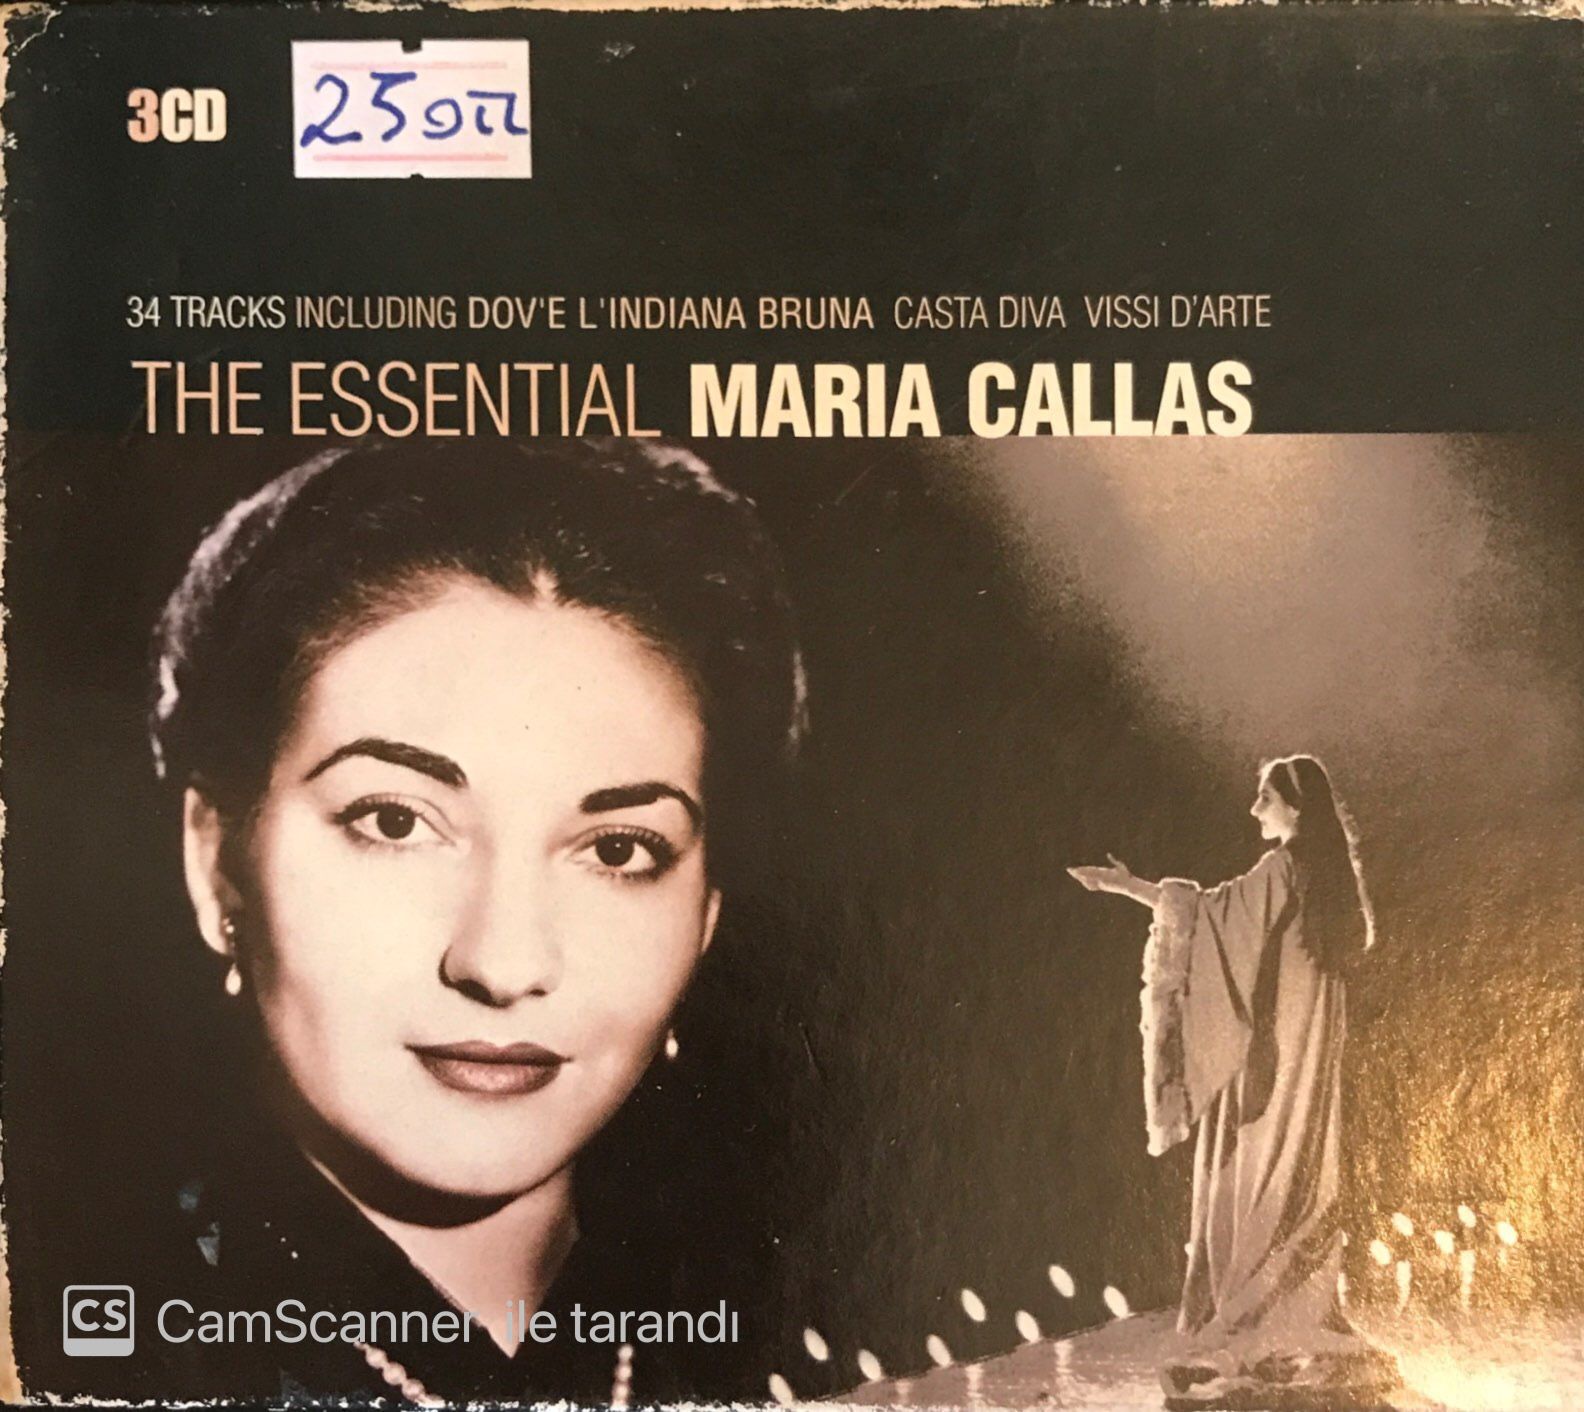 3CD
34 TRACKS INCLUDING DOV'E L'INDIANA BRUNA CASTA DIVA VISSI D'ARTE
THE ESSENTIAL MARIA CALLAS
CS CamScanner ile tarandı